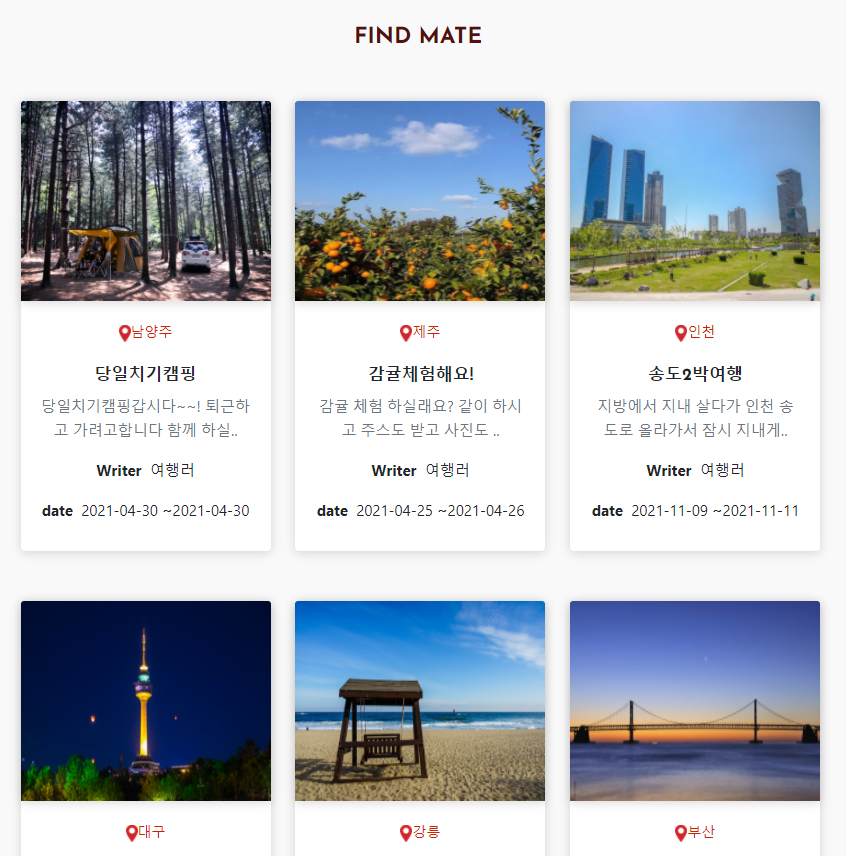 FIND MATE
남양주
당일치기캠핑
당일치기캠핑갑시다~~! 퇴근하
고 가려고합니다 함께 하실..
Writer 여행러
date 2021-04-30 ~2021-04-30
제주
감귤체험해요!
감귤 체험 하실래요? 같이 하시
고 주스도 받고 사진도 ..
Writer 여행러
date 2021-04-25 ~2021-04-26
인천
송도2박여행
지방에서 지내 살다가 인천 송
도로 올라가서 잠시 지내게..
Writer 여행러
date 2021-11-09 ~2021-11-11
대구
강릉
부산